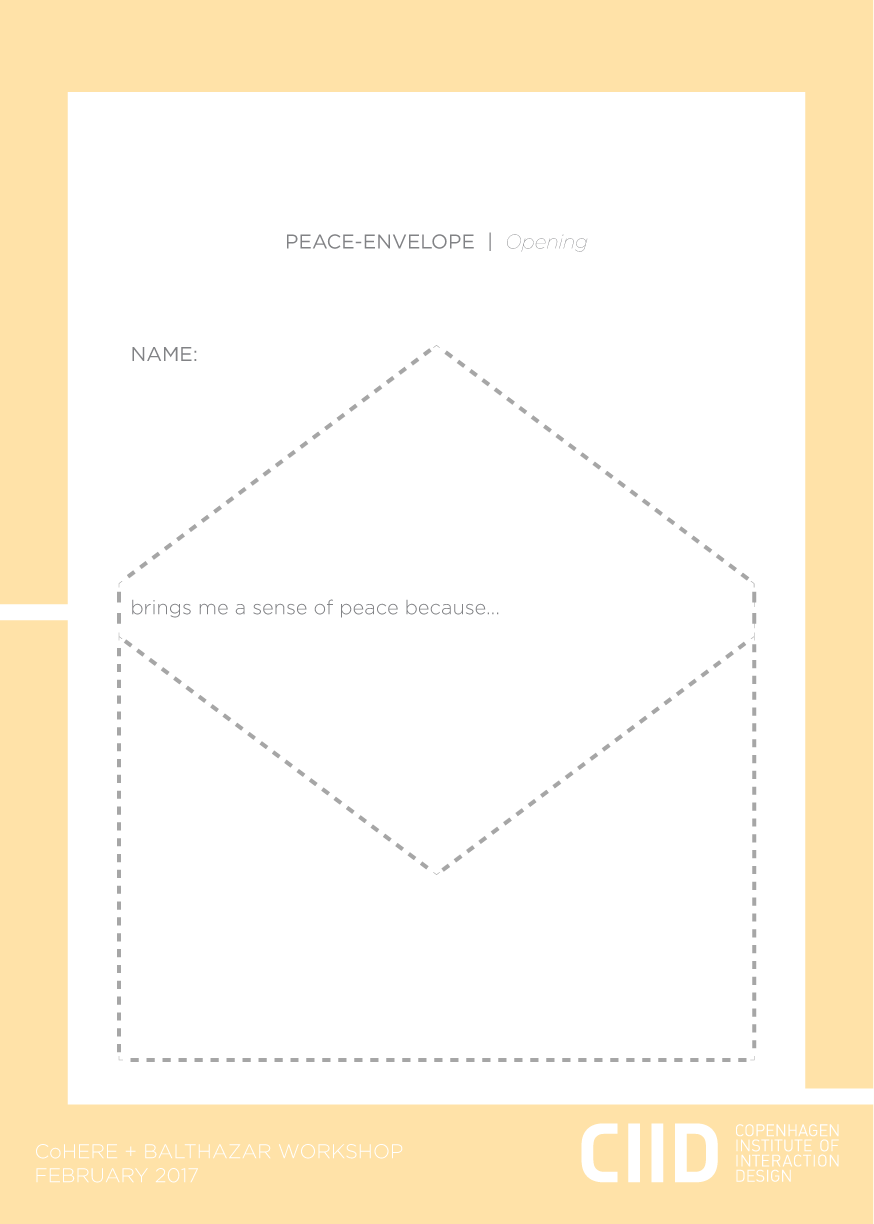 PEACE-ENVELOPE | Opening
NAME:
brings me a sense of peace because...
CoHERE + BALTHAZAR WORKSHOP
FEBRUARY 2017
CIID
COPENHAGEN
INSTITUTE OF
INTERACTION
DESIGN